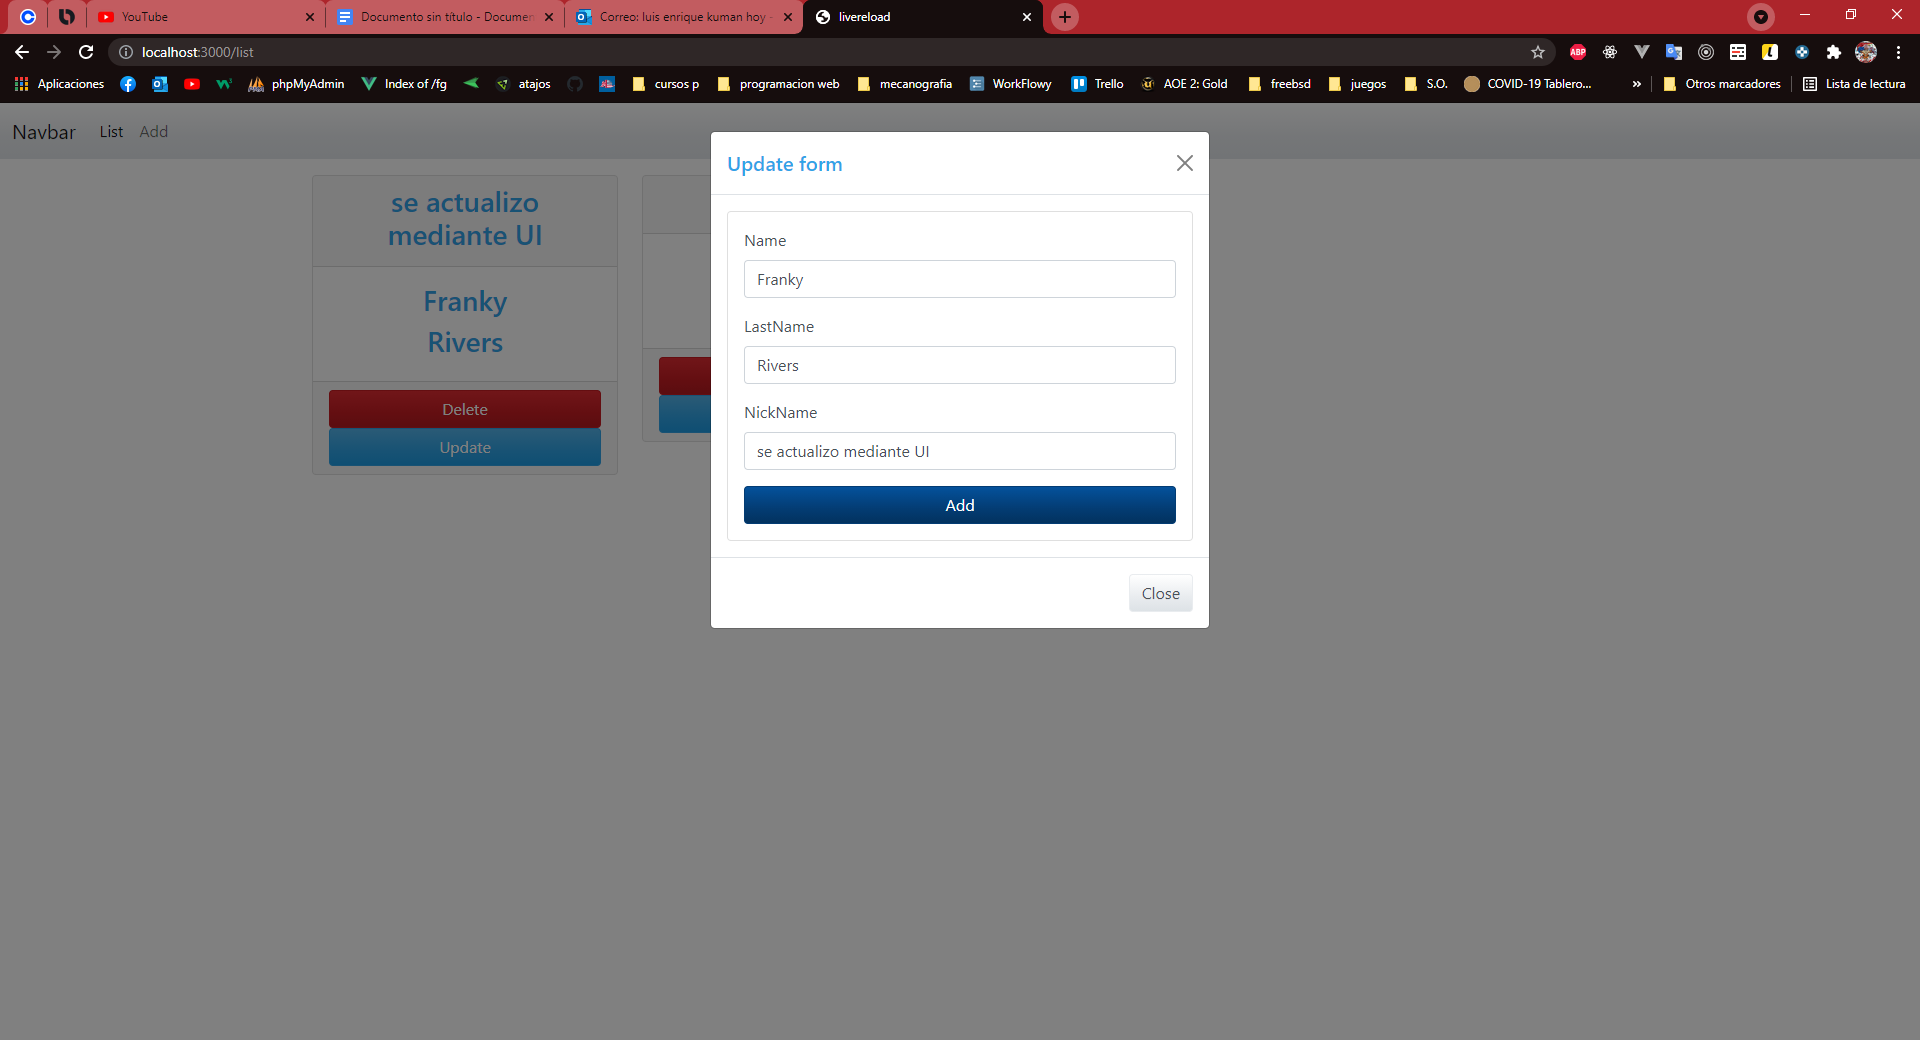 YouTube
Documento sin título - Documen
Correo: luis enrique kuman hoy
livereload
localhost:3000/list
ABP
Aplicaciones
phpMyAdmin
Index of /fg
atajos
cursos p
programacion web
mecanografia
WorkFlowy
Trello
AOE 2: Gold
freebsd
juegos
S.O.
COVID-19 Tablero...
»
Otros marcadores
Lista de lectura
Navbar
List
Add
se actualizo
mediante UI
Franky
Rivers
Delete
Update
Update form
Name
Franky
LastName
Rivers
NickName
se actualizo mediante UI
Add
Close